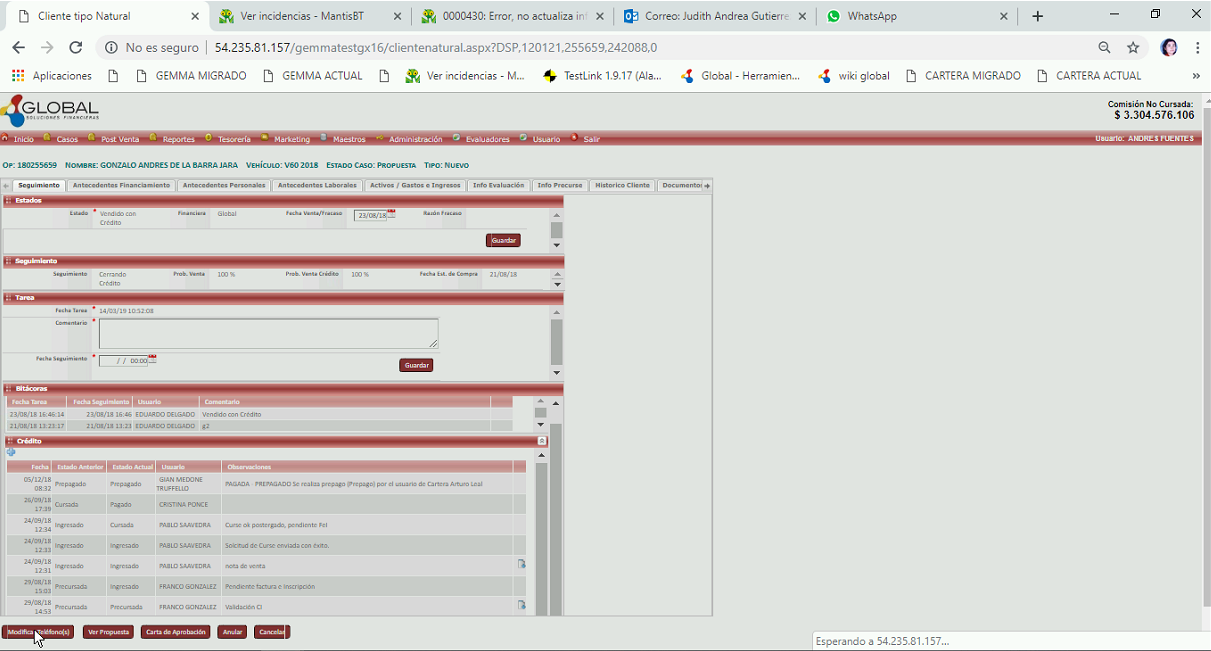 Cliente tipo Natural
Ver incidencias - MantisBT
0000430: Error, no actualiza in
Correo: Judith Andrea Gutierre
WhatsApp
No es seguro 54.235.81.157/gemmatestgx16/clientenatural.aspx?DSP,120121,255659,242088,0
Aplicaciones GEMMA MIGRADO GEMMA ACTUAL Ver incidencias - M... TestLink 1.9.17 (Ala... Global - Herramien... wiki global CARTERA MIGRADO CARTERA ACTUAL »
GLOBAL
SOLUCIONES FINANCIERAS
Comisión No Cursada:
$ 3.304.576.106
Inicio Casos Post Venta Reportes Tesorería Marketing Maestros Administración Evaluadores Usuario Salir
Usuario: ANDRES FUENTES
OP: 180255659 NOMBRE: GONZALO ANDRES DE LA BARRA JARA VEHÍCULO: V60 2018 ESTADO CASO: PROPUESTA TIPO: NUEVO
Seguimiento Antecedentes Financiamiento Antecedentes Personales Antecedentes Laborales Activos / Gastos e Ingresos Info Evaluación Info Precurse Historico Cliente Documentos
Estados
Estado * Vendido con Crédito Financiera Global Fecha Venta/Fracaso 23/08/18 Razón Fracaso
Guardar
Seguimiento
Seguimiento Cerrando Crédito Prob. Venta 100 % Prob. Venta Crédito 100 % Fecha Est. de Compra 21/08/18
Tarea
Fecha Tarea * 14/03/19 10:52:08
Comentario *
Fecha Seguimiento * / / 00:00
Guardar
Bitácoras
Fecha Tarea Fecha Seguimiento Usuario Comentario
23/08/18 16:46:14 23/08/18 16:46 EDUARDO DELGADO Vendido con Crédito
21/08/18 13:23:17 21/08/18 13:23 EDUARDO DELGADO g2
Crédito
Fecha Estado Anterior Estado Actual Usuario Observaciones
05/12/18 08:32 Prepagado Prepagado GIAN MEDONE TRUFFELLO PAGADA - PREPAGADO Se realiza prepago (Prepago) por el usuario de Cartera Arturo Leal
26/09/18 17:39 Cursada Pagado CRISTINA PONCE
24/09/18 12:34 Ingresado Cursada PABLO SAAVEDRA Curse ok postergado, pendiente Fel
24/09/18 12:33 Ingresado Ingresado PABLO SAAVEDRA Solcitud de Curse enviada con éxito.
24/09/18 12:31 Ingresado Ingresado PABLO SAAVEDRA nota de venta
29/08/18 15:03 Precursada Ingresado FRANCO GONZALEZ Pendiente factura e Inscripción
29/08/18 14:53 Precursada Precursada FRANCO GONZALEZ Validación CI
Modificar Teléfono(s) Ver Propuesta Carta de Aprobación Anular Cancelar
Esperando a 54.235.81.157...